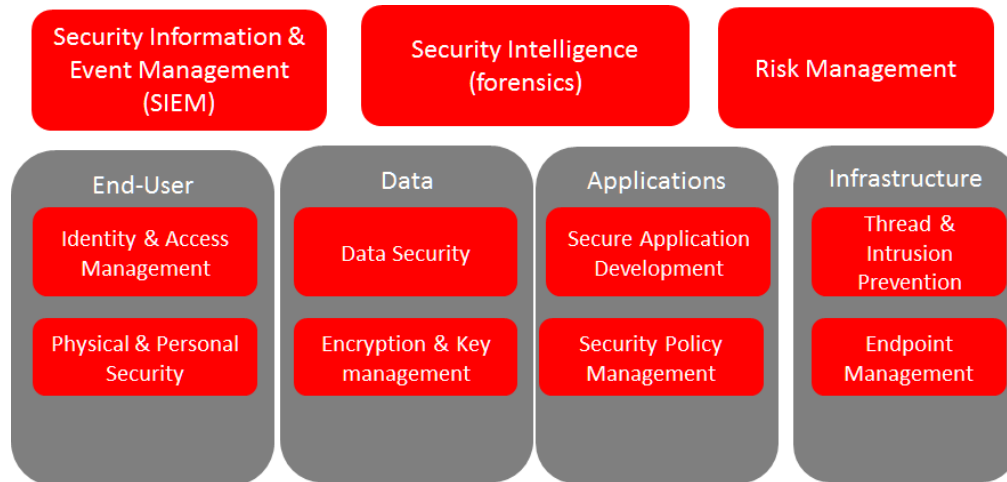 Security Information &
Event Management
(SIEM)
Security Intelligence
(forensics)
Risk Management
End-User
Identity & Access
Management
Physical & Personal
Security
Data
Data Security
Encryption & Key
management
Applications
Secure Application
Development
Security Policy
Management
Infrastructure
Thread &
Intrusion
Prevention
Endpoint
Management